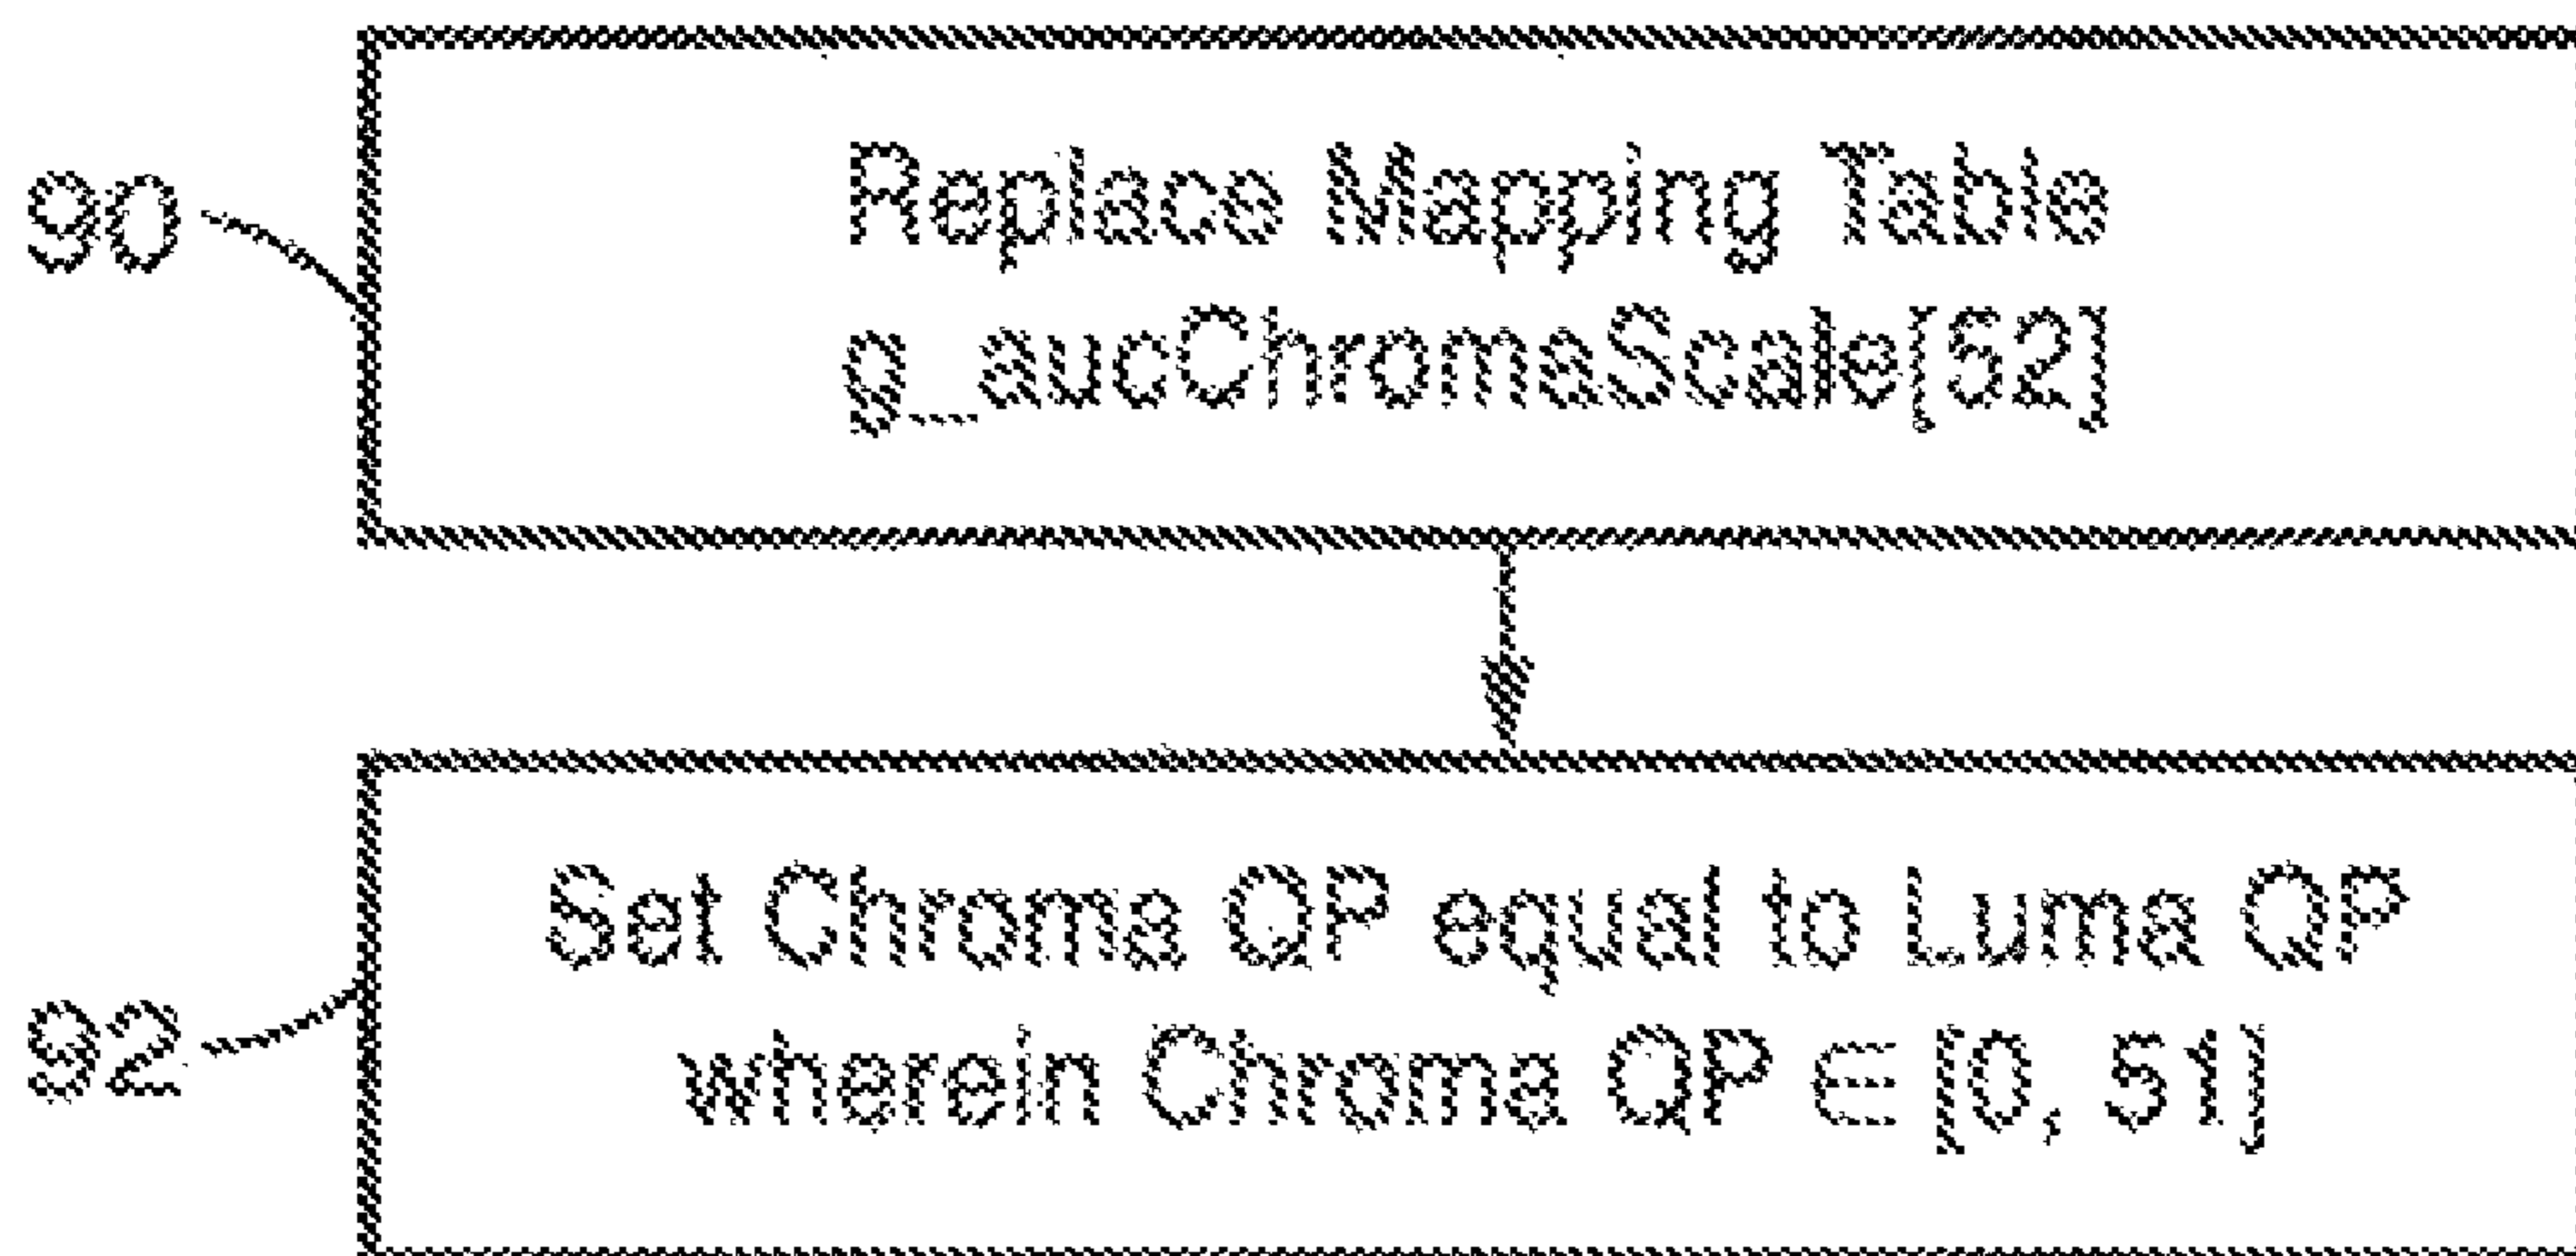 90
Replace Mapping Table
g_aucChromaScale[52]
Set Chroma QP equal to Luma QP
92
wherein Chroma QP ∈ [0, 51]